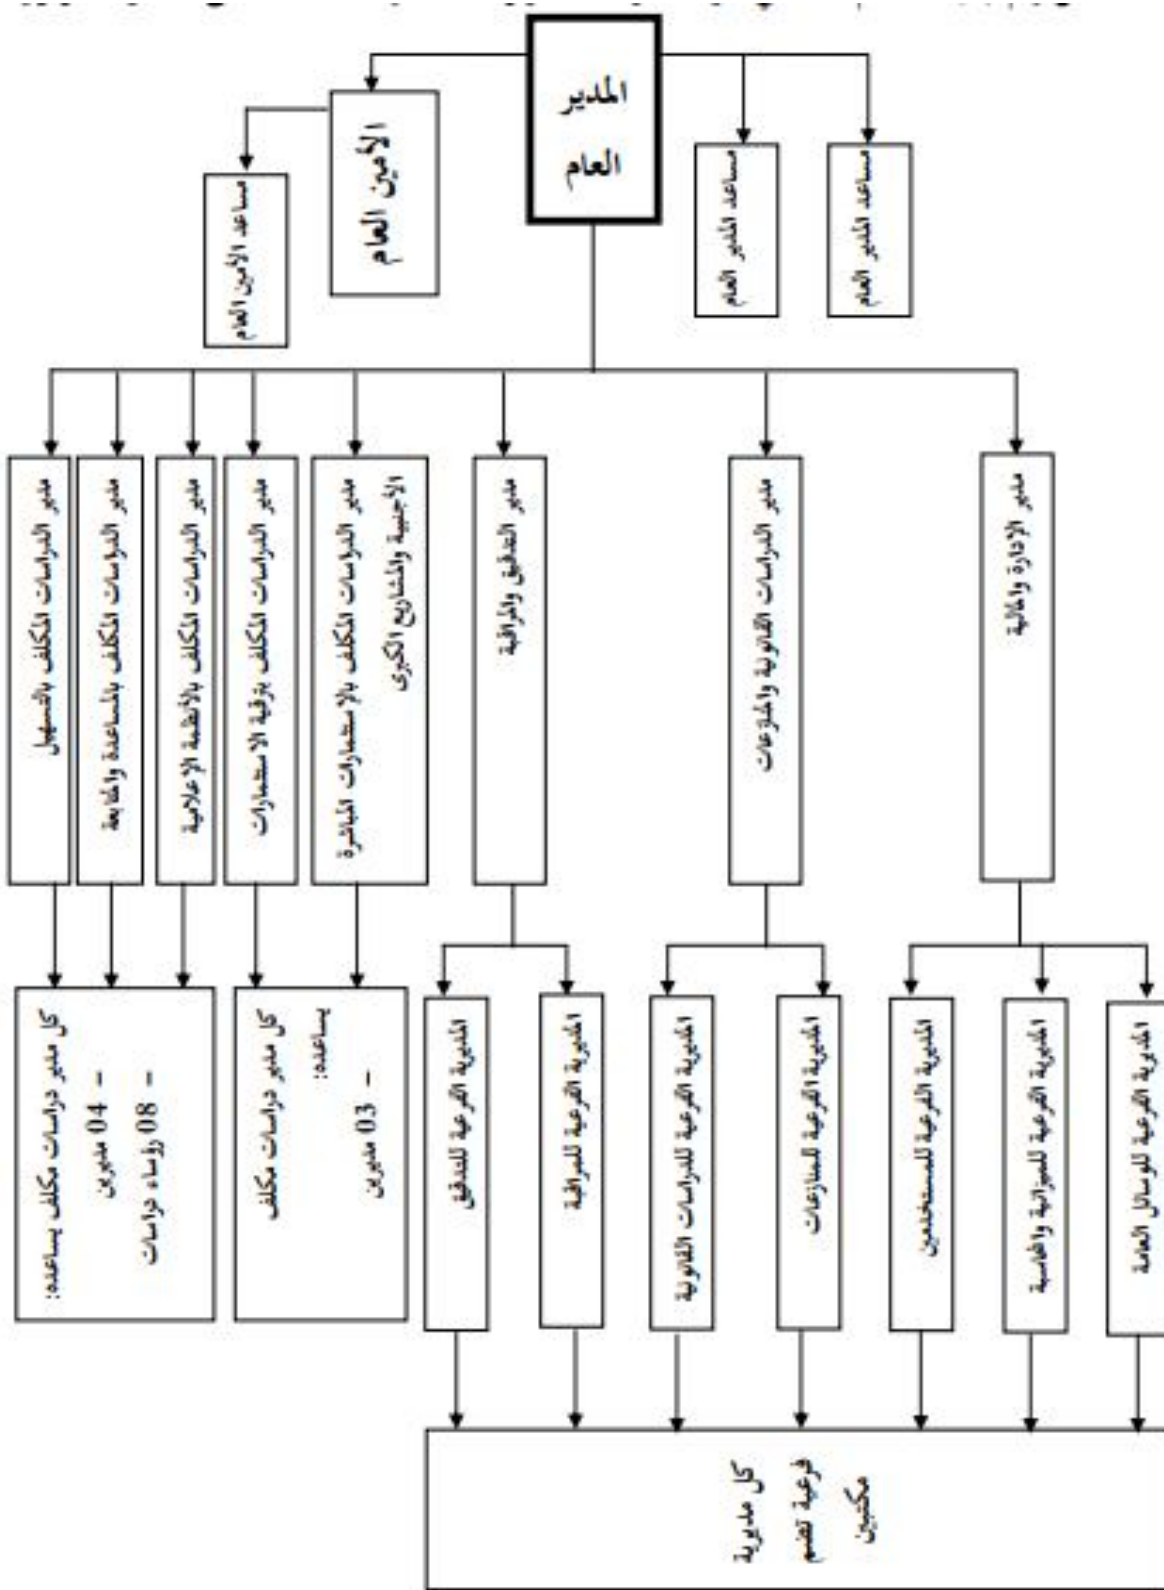 المدير
العام
الأمين العام
مساعد الأمين العام
مساعد المدير العام
مساعد المدير العام
مدير الإدارة والمالية
مدير الدراسات القانونية والمنازعات
مدير التدقيق والمراقبة
مدير الدراسات المكلف بالإستثمارات المباشرة
الأجنبية والمشاريع الكبرى
مدير الدراسات المكلف بترقية الاستثمارات
مدير الدراسات المكلف بالأنظمة الإعلامية
مدير الدراسات المكلف بالمساعدة والمتابعة
مدير الدراسات المكلف بالتسهيل
المديرية الفرعية للوسائل العامة
المديرية الفرعية للميزانية والمحاسبة
المديرية الفرعية للمستخدمين
المديرية الفرعية للمنازعات
المديرية الفرعية للدراسات القانونية
المديرية الفرعية للمراقبة
المديرية الفرعية للتدقيق
كل مدير دراسات مكلف
يساعده:
– 03 مديرين
كل مدير دراسات مكلف يساعده:
– 04 مديرين
– 08 رؤساء دراسات
كل مديرية
فرعية تضم
مكتبين